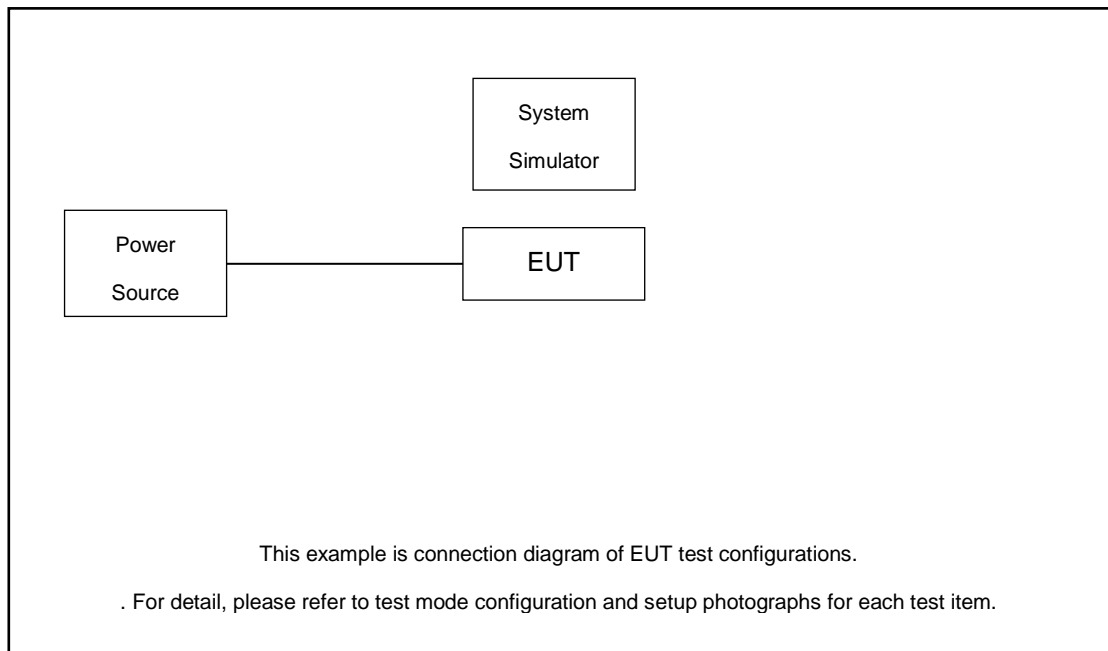 System
Simulator
Power
Source
EUT
This example is connection diagram of EUT test configurations.
. For detail, please refer to test mode configuration and setup photographs for each test item.